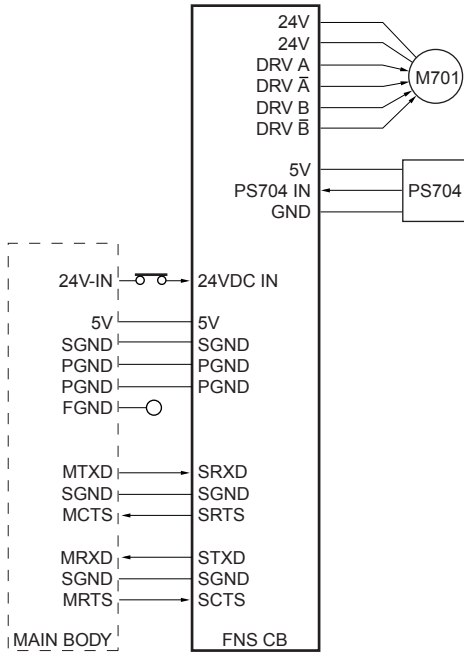 24V
24V
DRV A
M701
DRV A̅
DRV B
DRV B̅
5V
PS704 IN
PS704
GND
24V-IN 24VDC IN
5V 5V
SGND SGND
PGND PGND
PGND PGND
FGND
MTXD SRXD
SGND SGND
MCTS SRTS
MRXD STXD
SGND SGND
MRTS SCTS
MAIN BODY FNS CB